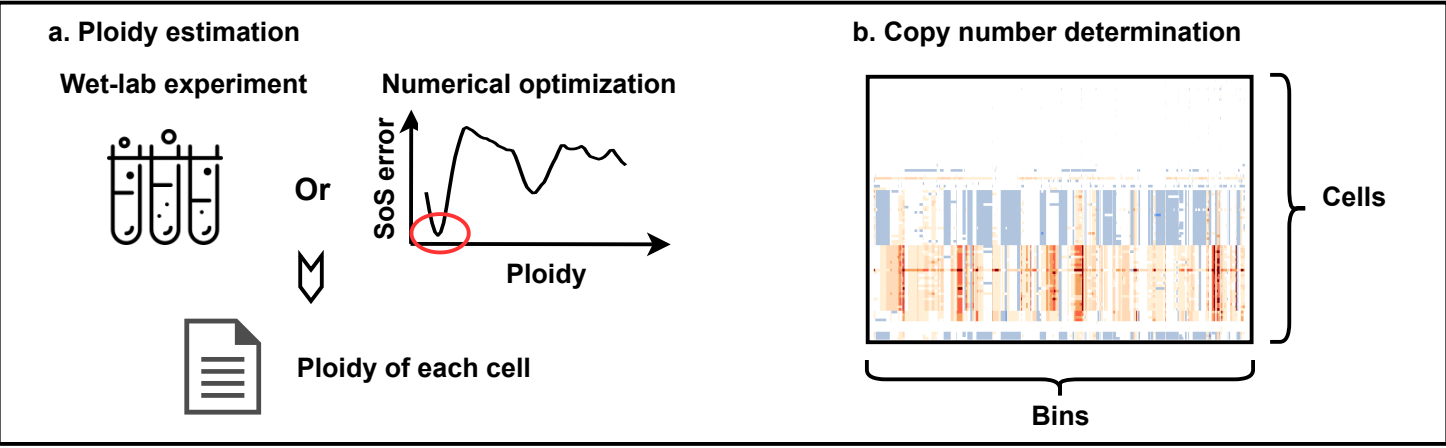 a. Ploidy estimation
Wet-lab experiment
Or
Numerical optimization
SoS error
Ploidy
Ploidy of each cell
b. Copy number determination
Cells
Bins